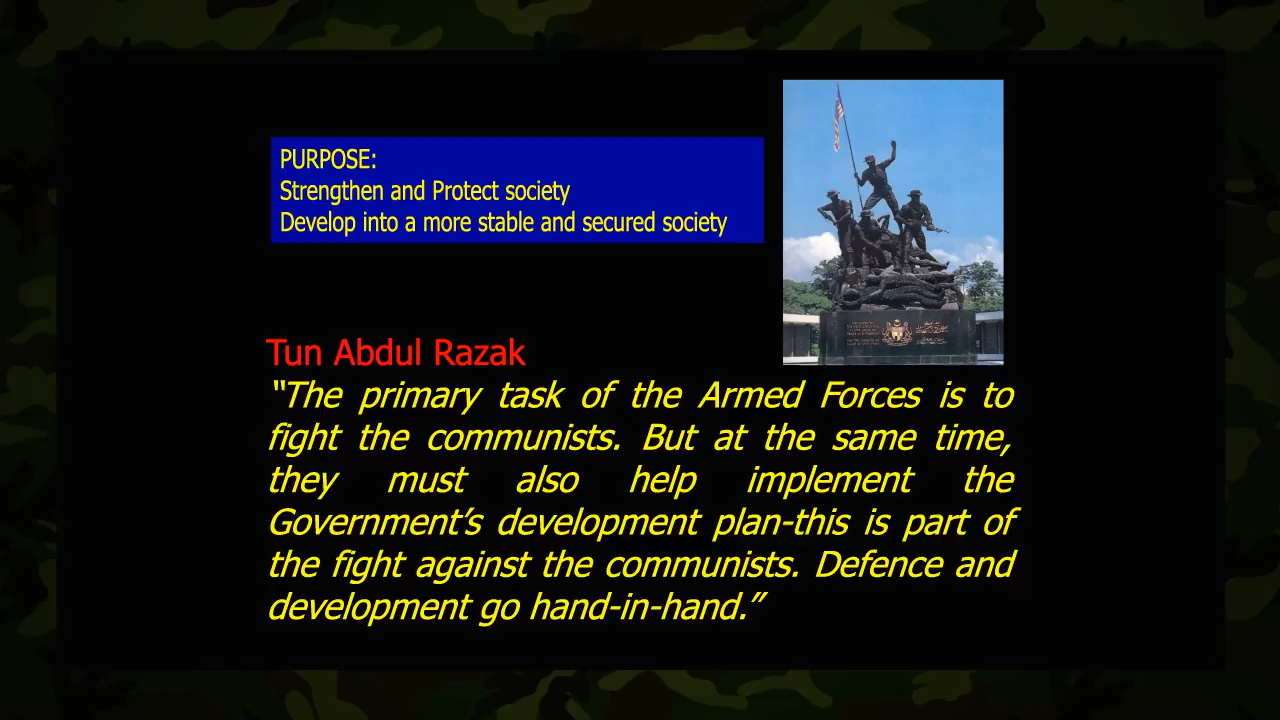 PURPOSE:
Strengthen and Protect society
Develop into a more stable and secured society
Tun Abdul Razak
“The primary task of the Armed Forces is to
fight the communists. But at the same time,
they must also help implement the
Government’s development plan-this is part of
the fight against the communists. Defence and
development go hand-in-hand.”